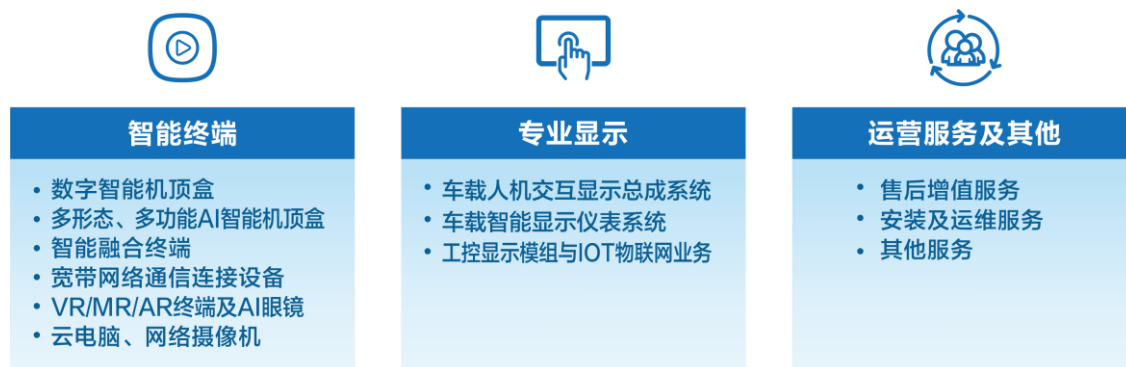 智能终端
• 数字智能机顶盒
• 多形态、多功能AI智能机顶盒
• 智能融合终端
• 宽带网络通信连接设备
• VR/MR/AR终端及AI眼镜
• 云电脑、网络摄像机
专业显示
• 车载人机交互显示总成系统
• 车载智能显示仪表系统
• 工控显示模组与IOT物联网业务
运营服务及其他
• 售后增值服务
• 安装及运维服务
• 其他服务